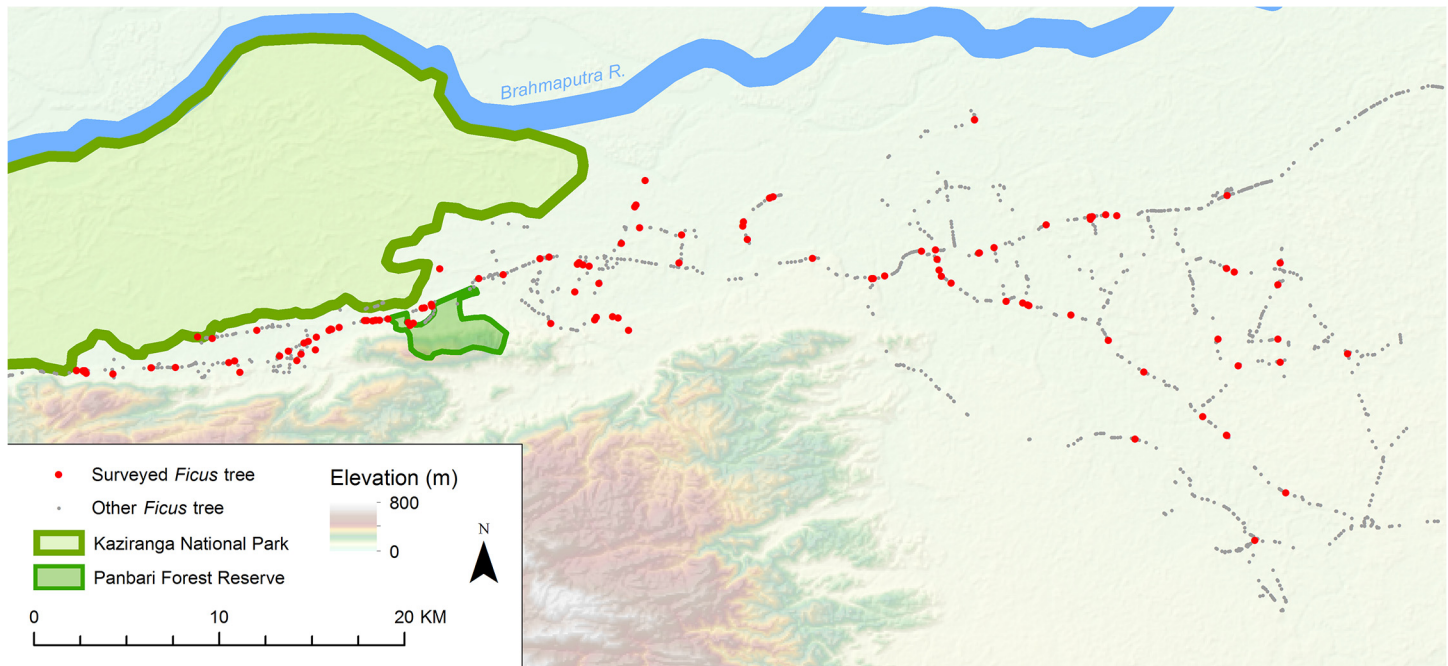 Brahmaputra R.
Surveyed Ficus tree
Other Ficus tree
Kaziranga National Park
Panbari Forest Reserve
Elevation (m)
800
0
N
0 10 20 KM